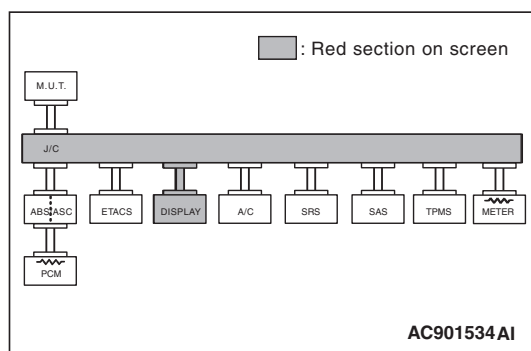 : Red section on screen
M.U.T.
J/C
ABS/ASC ETACS DISPLAY A/C SRS SAS TPMS METER
PCM
AC901534AI